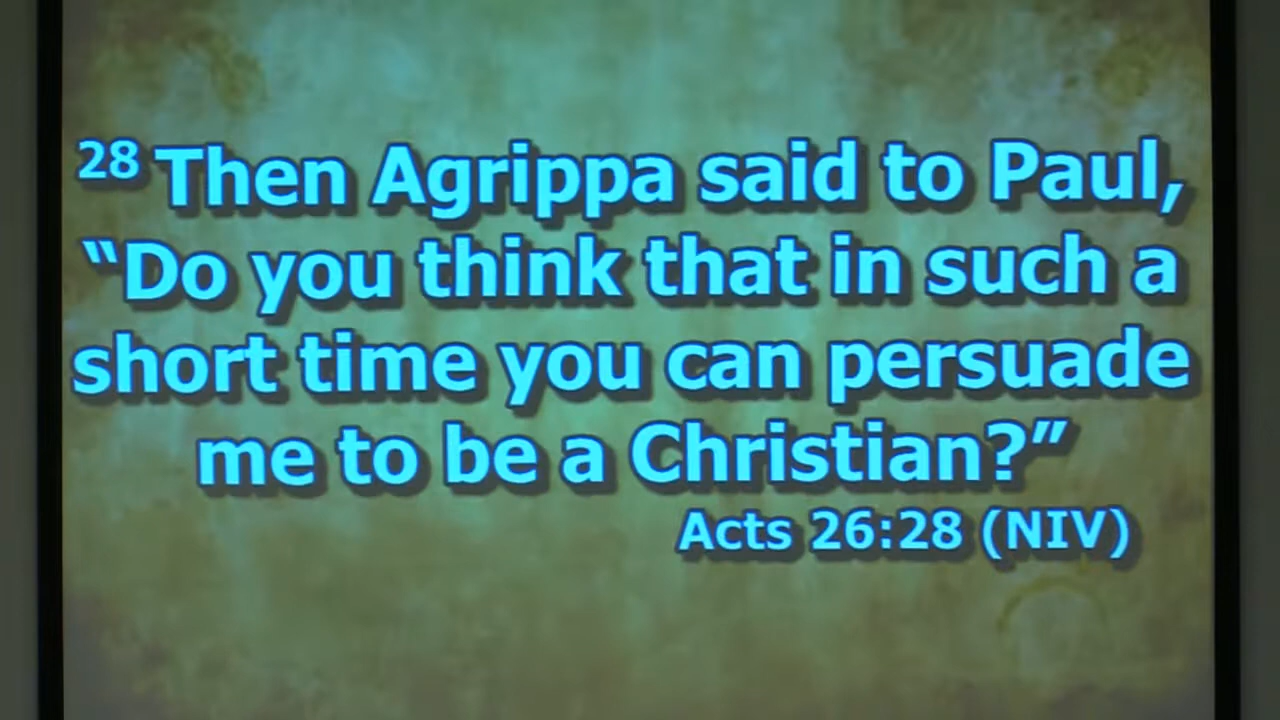 28 Then Agrippa said to Paul,
“Do you think that in such a
short time you can persuade
me to be a Christian?”
Acts 26:28 (NIV)